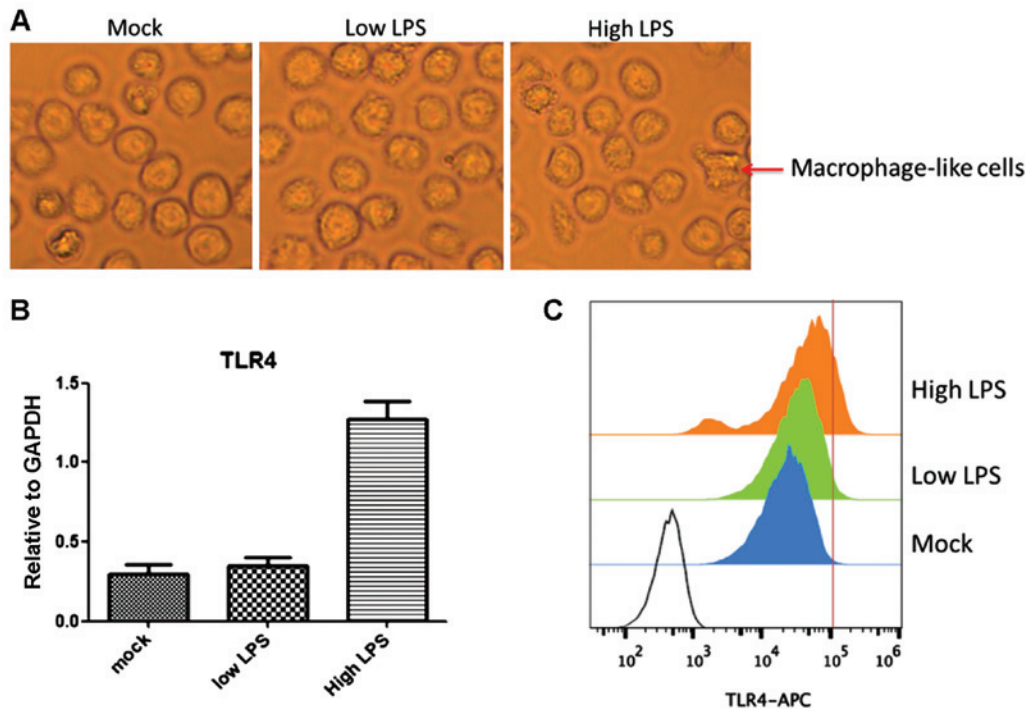 A
Mock
Low LPS
High LPS
Macrophage-like cells
B
TLR4
Relative to GAPDH
1.5
1.0
0.5
0.0
mock
low LPS
High LPS
C
High LPS
Low LPS
Mock
10² 10³ 10⁴ 10⁵ 10⁶
TLR4-APC